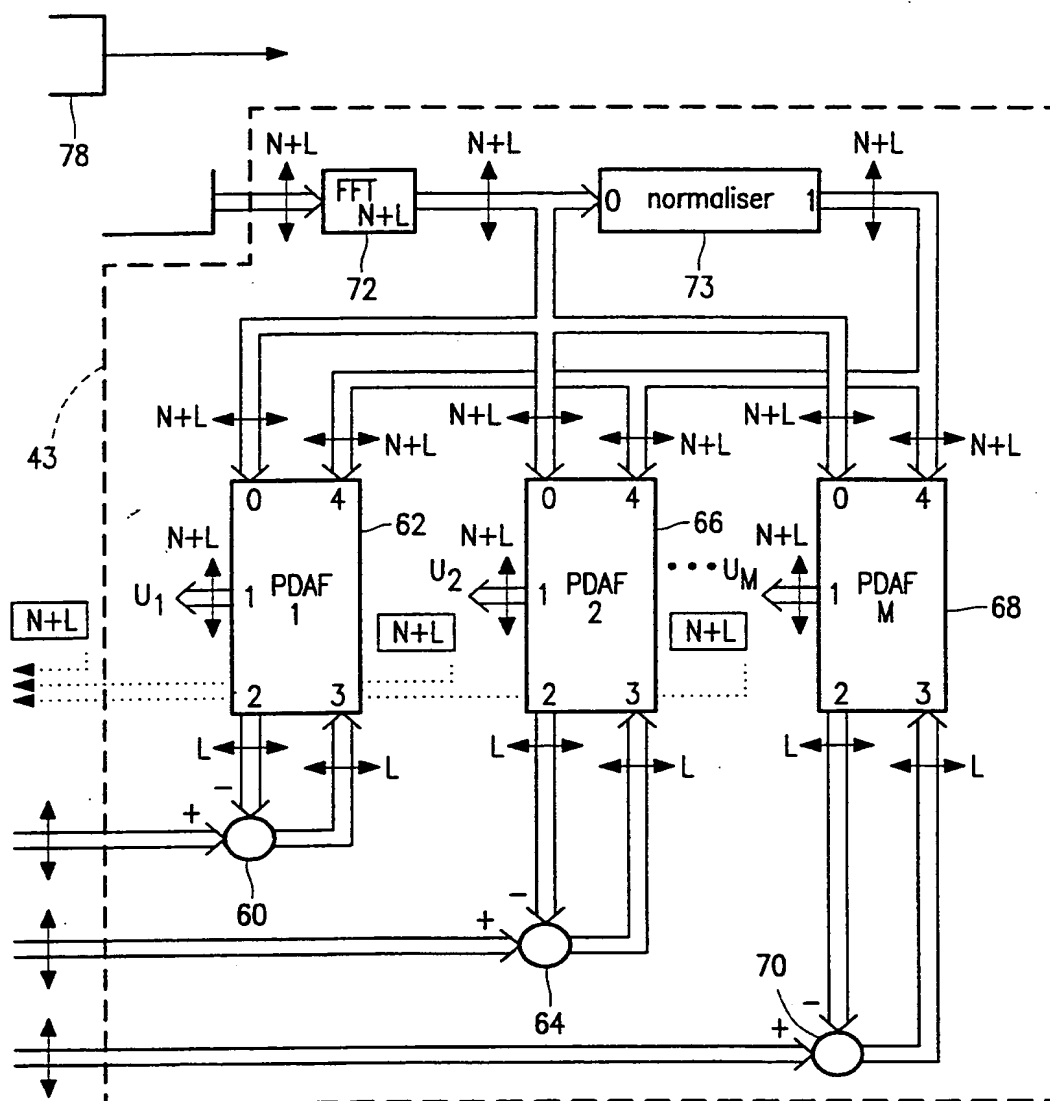 78
N+L N+L N+L
FFT
N+L
0 normaliser 1
72 73
43
N+L N+L N+L N+L N+L N+L
0 4 0 4 0 4
62 66
N+L N+L N+L
U1 1 PDAF
1
U2 1 PDAF
2
UM 1 PDAF
M
68
N+L N+L N+L
2 3 2 3 2 3
L L L L L L
− +
60
− +
64
70
− +